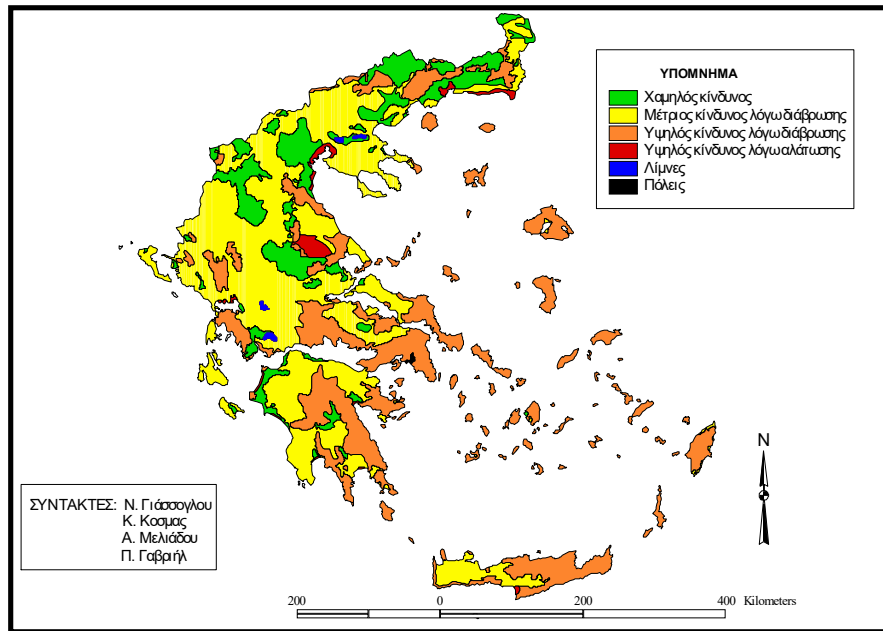 ΥΠΟΜΝΗΜΑ
Χαμηλός κίνδυνος
Μέτριος κίνδυνος λόγω διάβρωσης
Υψηλός κίνδυνος λόγω διάβρωσης
Υψηλός κίνδυνος λόγω αλάτωσης
Λίμνες
Πόλεις
N
ΣΥΝΤΑΚΤΕΣ: Ν. Γιάσσογλου
Κ. Κοσμας
Α. Μελιάδου
Π. Γαβριήλ
200 0 200 400 Kilometers